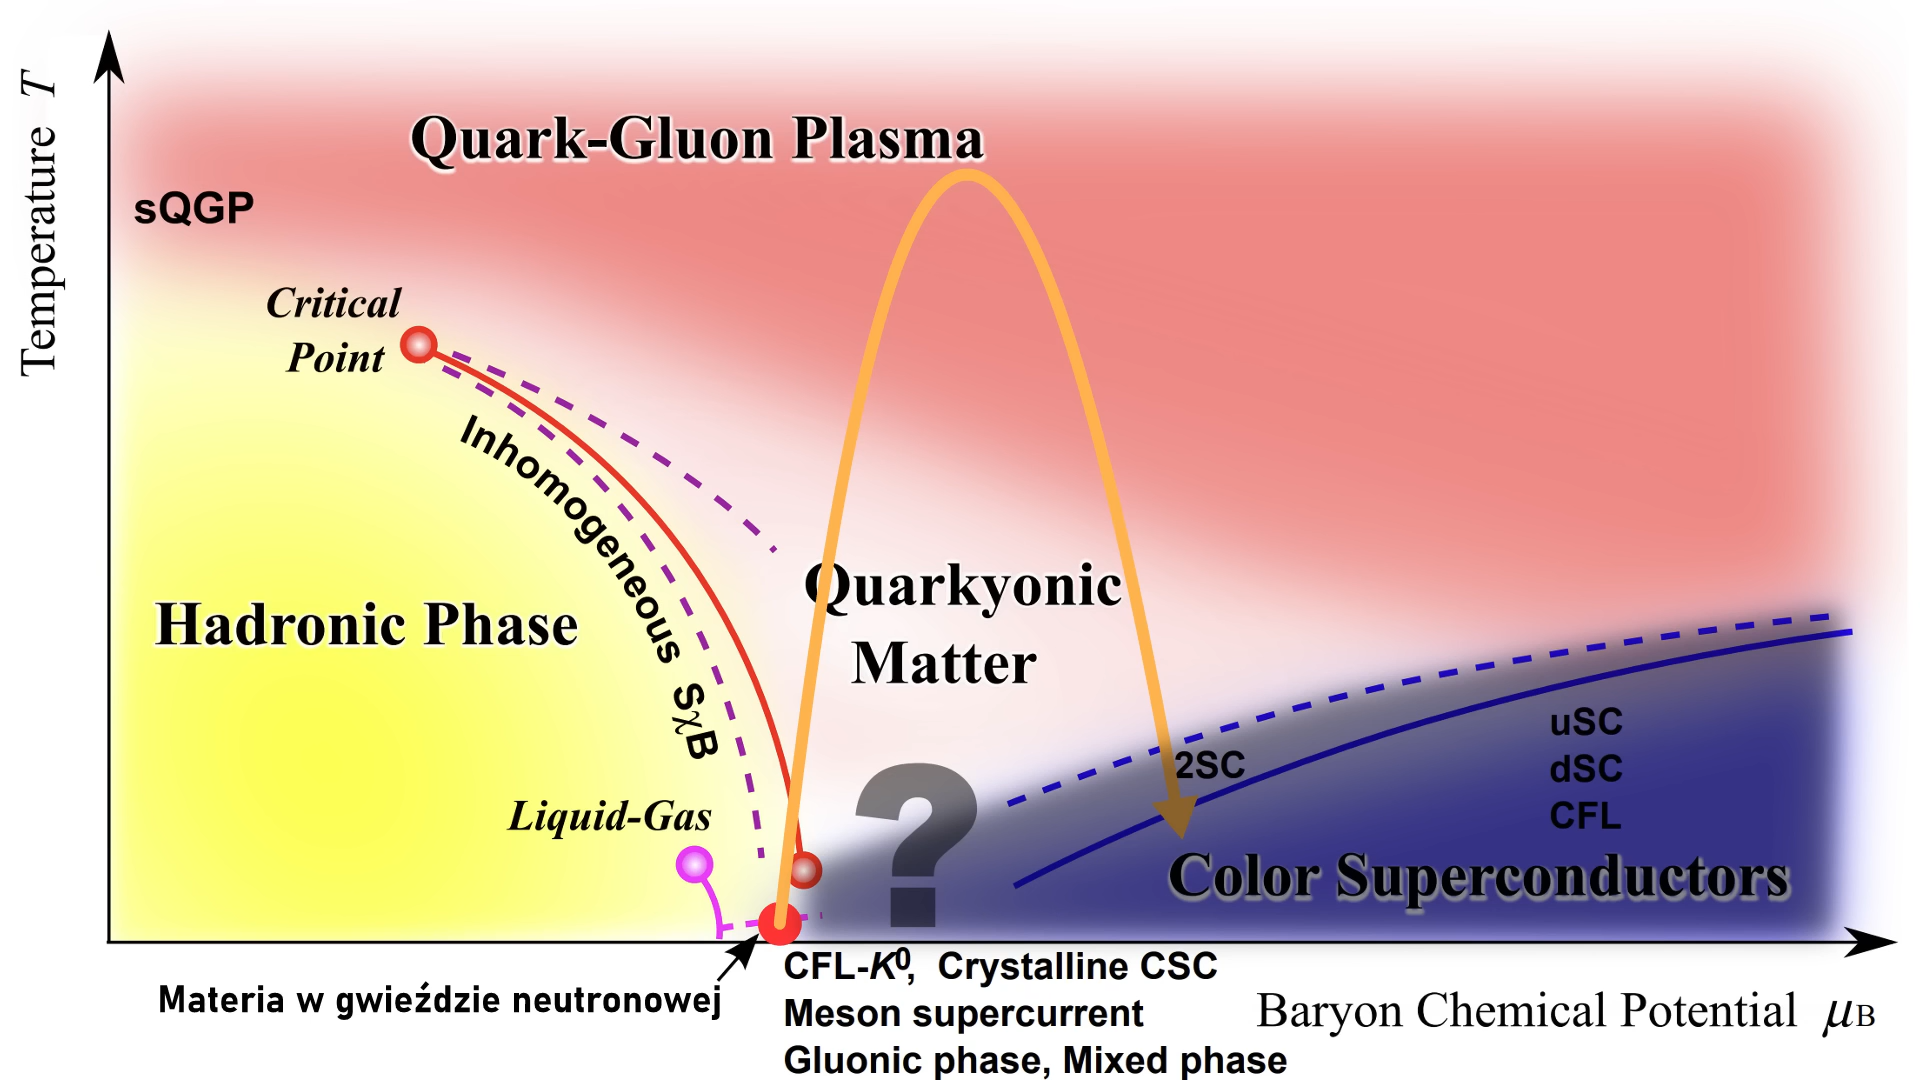 Temperature T
Quark-Gluon Plasma
sQGP
Critical
Point
Inhomogeneous SχB
Hadronic Phase
Quarkyonic
Matter
Liquid-Gas
?
2SC
uSC
dSC
CFL
Color Superconductors
CFL-K⁰, Crystalline CSC
Meson supercurrent
Gluonic phase, Mixed phase
Materia w gwieździe neutronowej
Baryon Chemical Potential μB